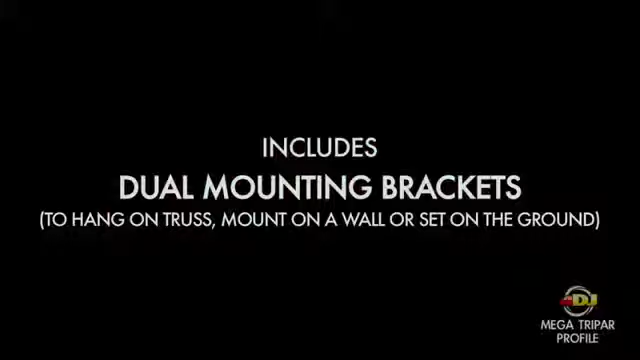 INCLUDES
DUAL MOUNTING BRACKETS
(TO HANG ON TRUSS, MOUNT ON A WALL OR SET ON THE GROUND)
ADJ
MEGA TRIPAR
PROFILE